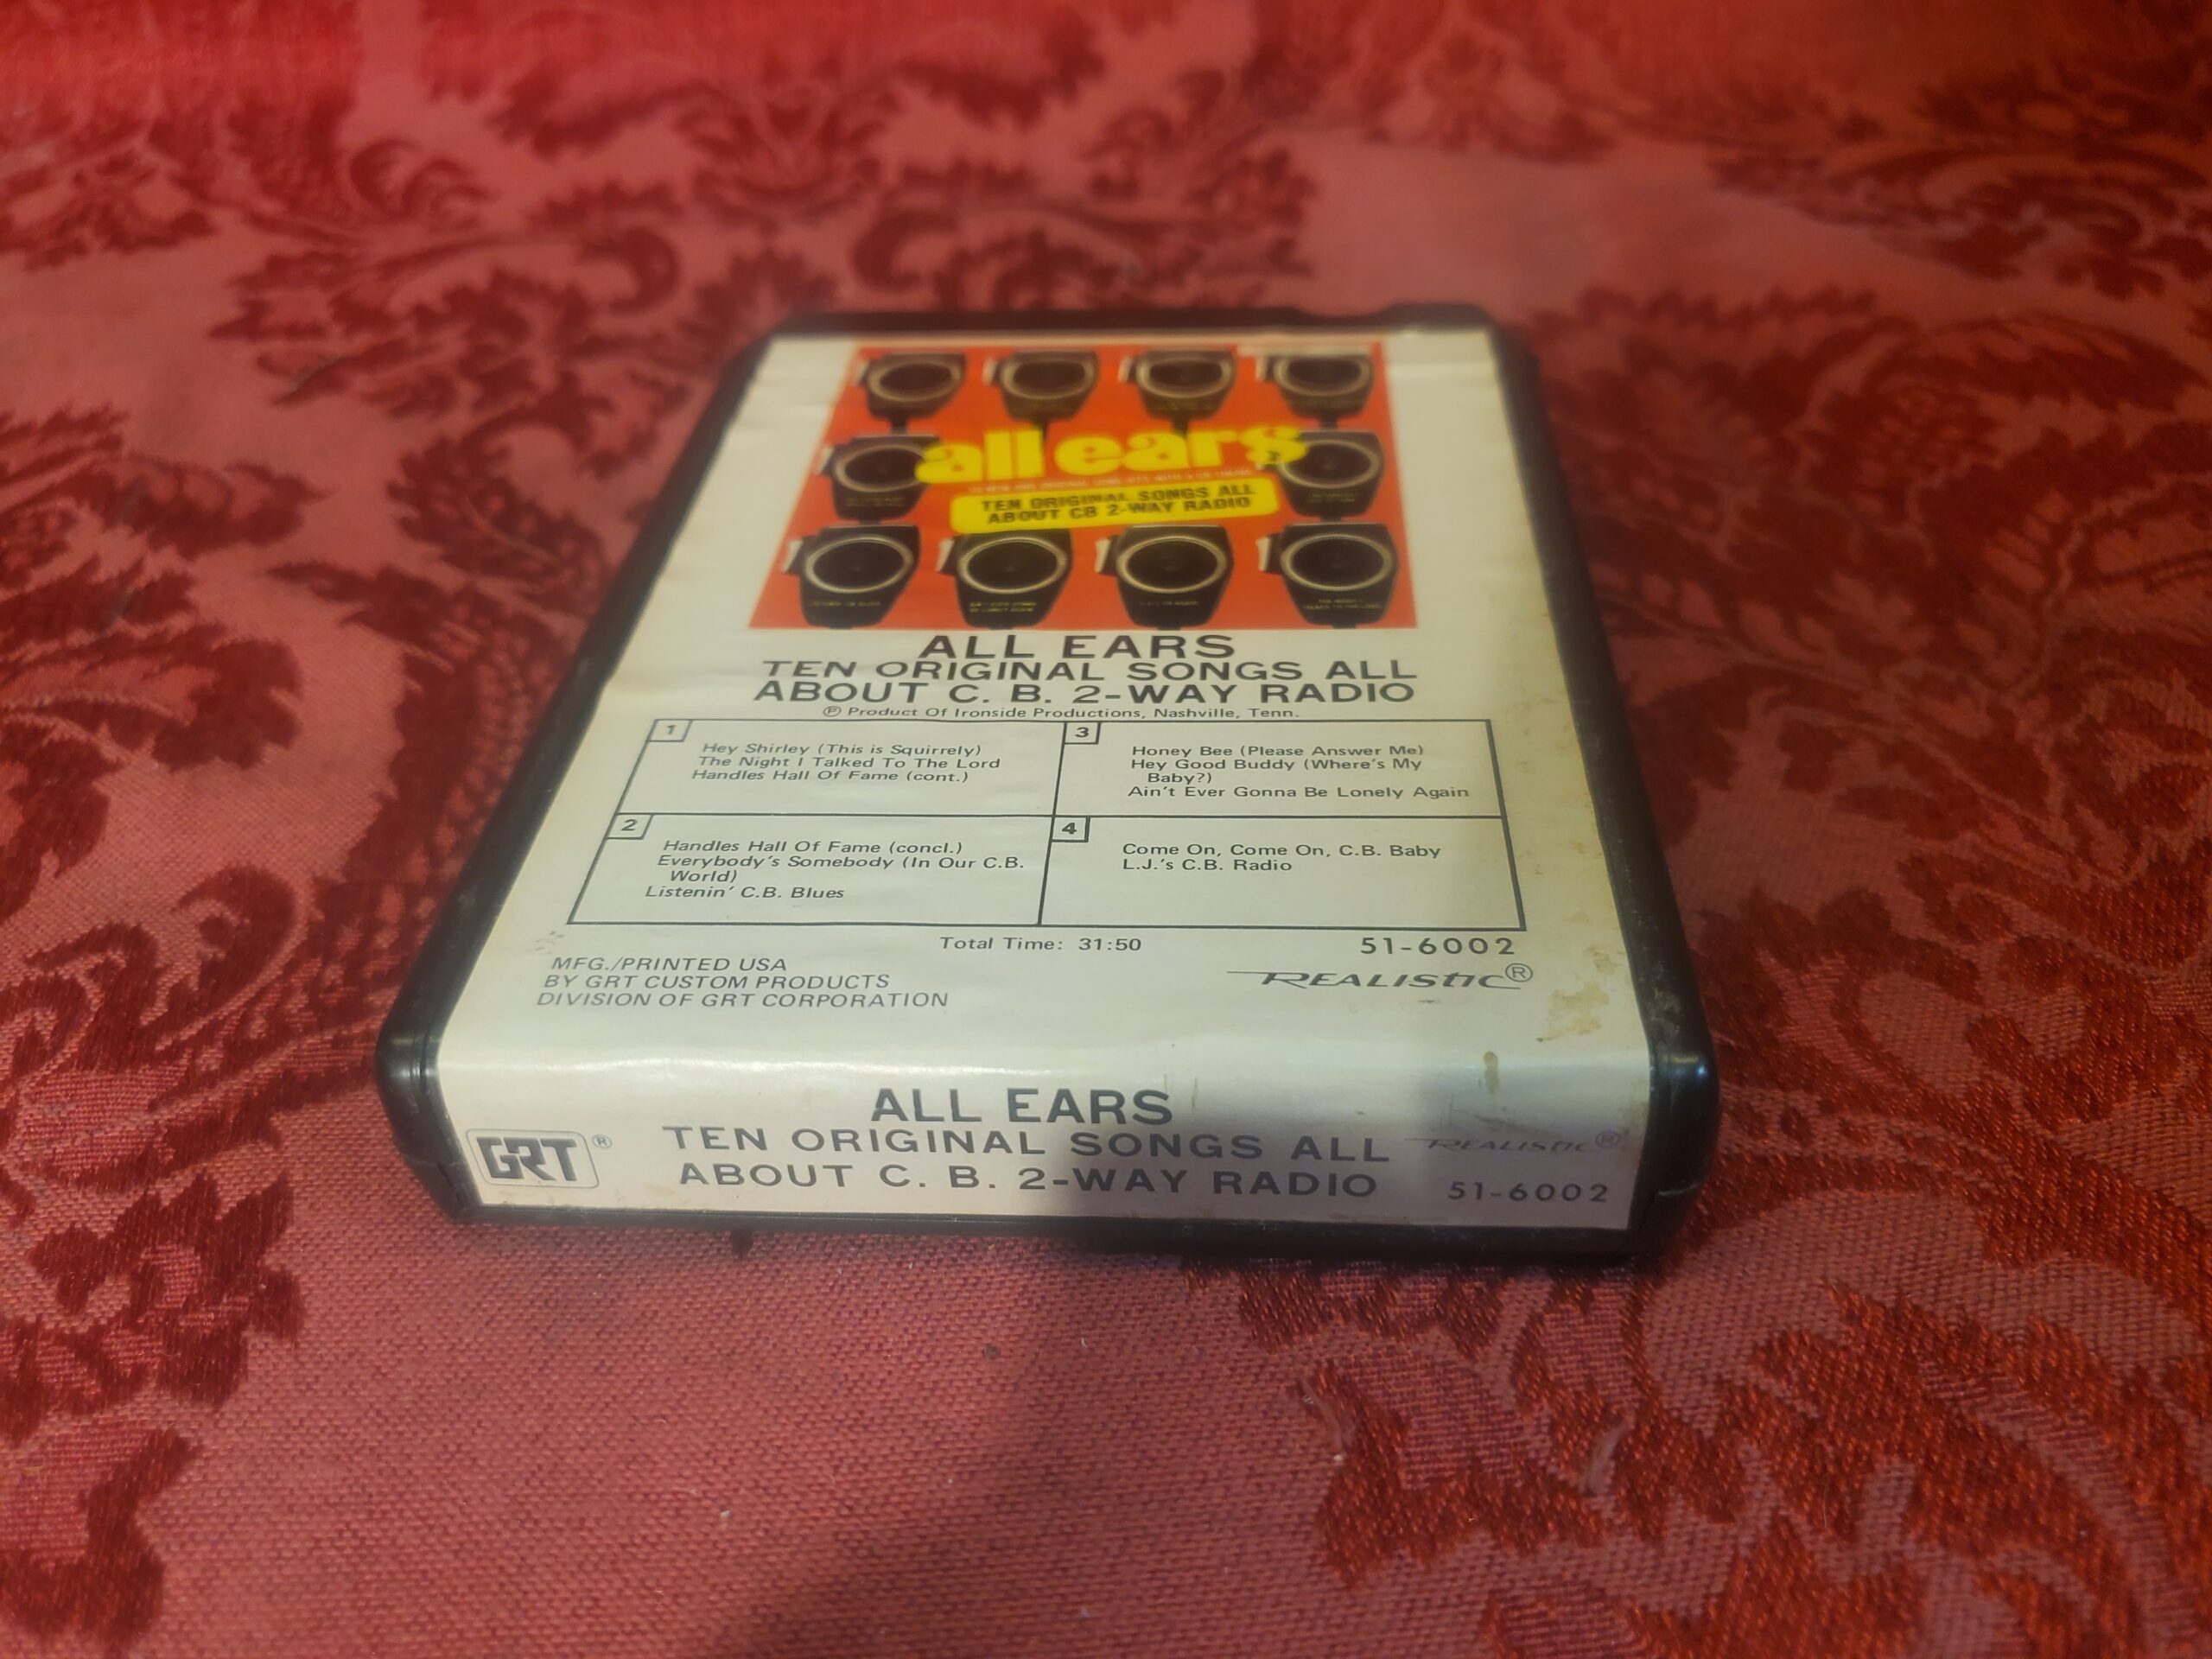 all ears
TEN ORIGINAL SONGS ALL
ABOUT CB 2-WAY RADIO
ALL EARS
TEN ORIGINAL SONGS ALL
ABOUT C. B. 2-WAY RADIO
Ⓟ Product Of Ironside Productions, Nashville, Tenn.
1
Hey Shirley (This is Squirrely)
The Night I Talked To The Lord
Handles Hall Of Fame (cont.)
2
Handles Hall Of Fame (concl.)
Everybody's Somebody (In Our C.B.
World)
Listenin' C.B. Blues
3
Honey Bee (Please Answer Me)
Hey Good Buddy (Where's My
Baby?)
Ain't Ever Gonna Be Lonely Again
4
Come On, Come On, C.B. Baby
L.J.'s C.B. Radio
Total Time: 31:50
51-6002
MFG./PRINTED USA
BY GRT CUSTOM PRODUCTS
DIVISION OF GRT CORPORATION
REALISTIC®
ALL EARS
GRT®
TEN ORIGINAL SONGS ALL
ABOUT C. B. 2-WAY RADIO
REALISTIC®
51-6002